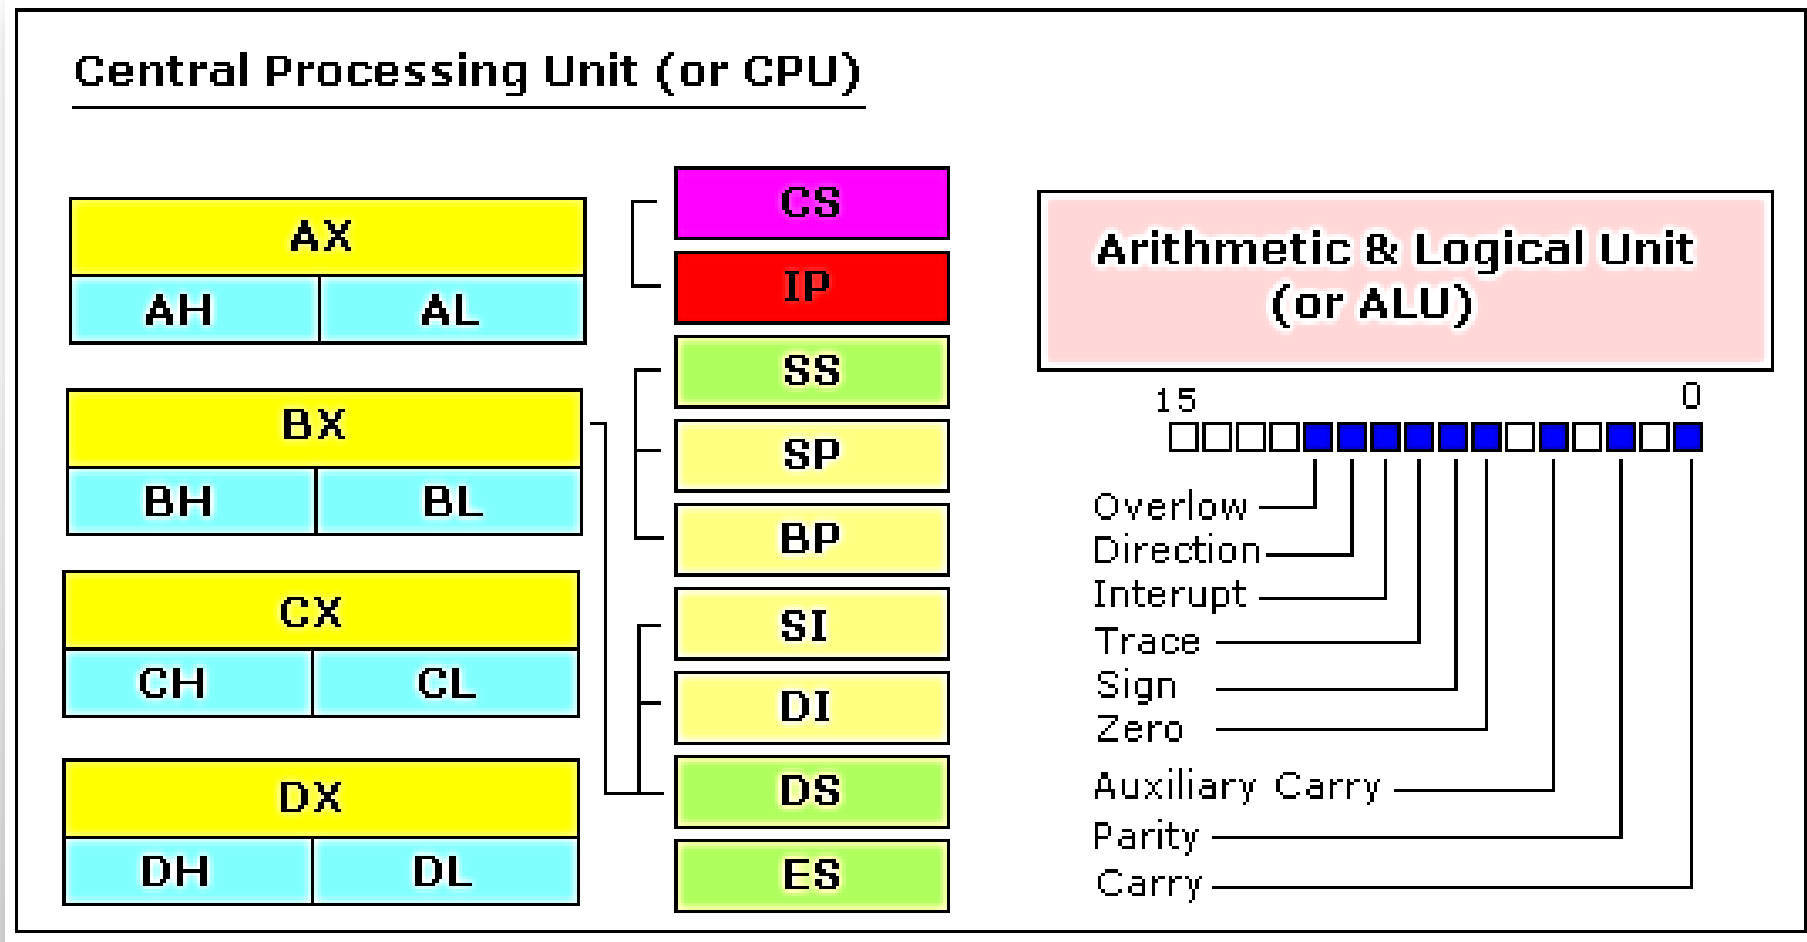 Central Processing Unit (or CPU)
AX
AH AL
BX
BH BL
CX
CH CL
DX
DH DL
CS
IP
SS
SP
BP
SI
DI
DS
ES
Arithmetic & Logical Unit
(or ALU)
15 0
Overlow
Direction
Interupt
Trace
Sign
Zero
Auxiliary Carry
Parity
Carry